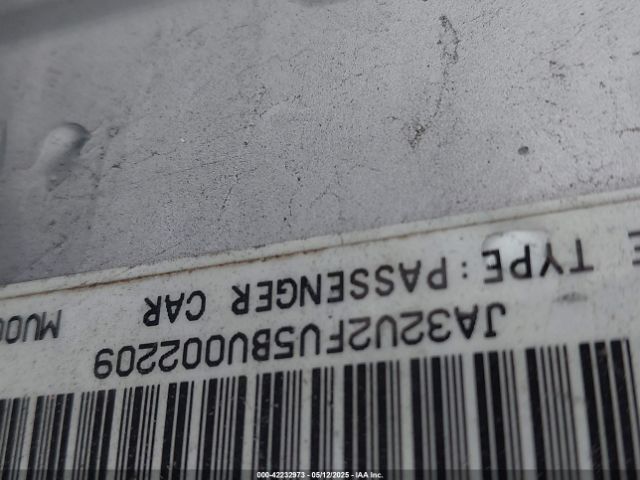 JA32U2FU5BU002209
TYPE:PASSENGER CAR
000-42232973 - 05/12/2025 - IAA Inc.